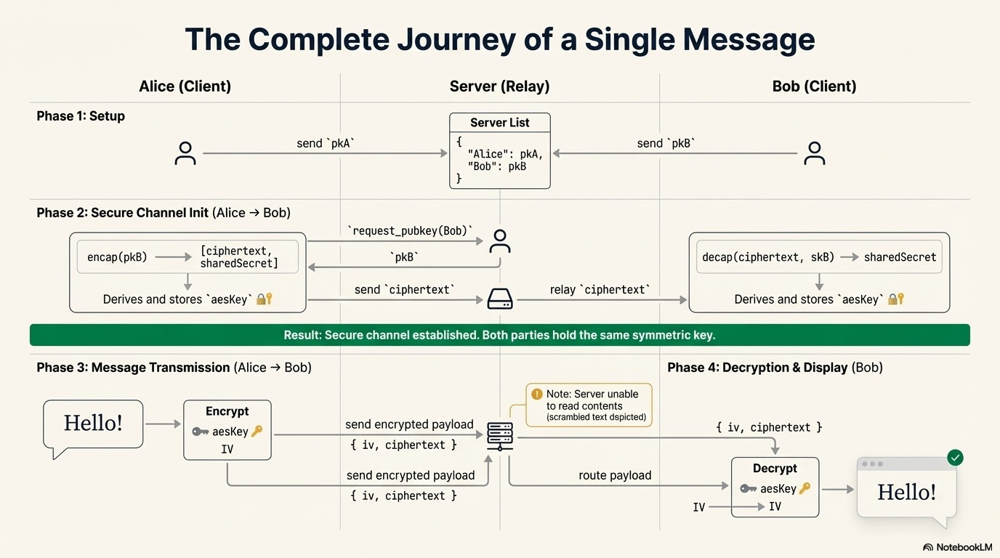 The Complete Journey of a Single Message
Alice (Client)
Server (Relay)
Bob (Client)
Phase 1: Setup
send `pkA`
Server List
{
"Alice": pkA,
"Bob": pkB
}
send `pkB`
Phase 2: Secure Channel Init (Alice → Bob)
encap(pkB)
[ciphertext,
sharedSecret]
Derives and stores `aesKey`
`request_pubkey(Bob)`
`pkB`
send `ciphertext`
relay `ciphertext`
decap(ciphertext, skB)
sharedSecret
Derives and stores `aesKey`
Result: Secure channel established. Both parties hold the same symmetric key.
Phase 3: Message Transmission (Alice → Bob)
Hello!
Encrypt
aesKey
IV
send encrypted payload
{ iv, ciphertext }
send encrypted payload
{ iv, ciphertext }
Note: Server unable
to read contents
(scrambied text dspicted)
route payload
Phase 4: Decryption & Display (Bob)
{ iv, ciphertext }
Decrypt
aesKey
IV
IV
Hello!
NotebookLM